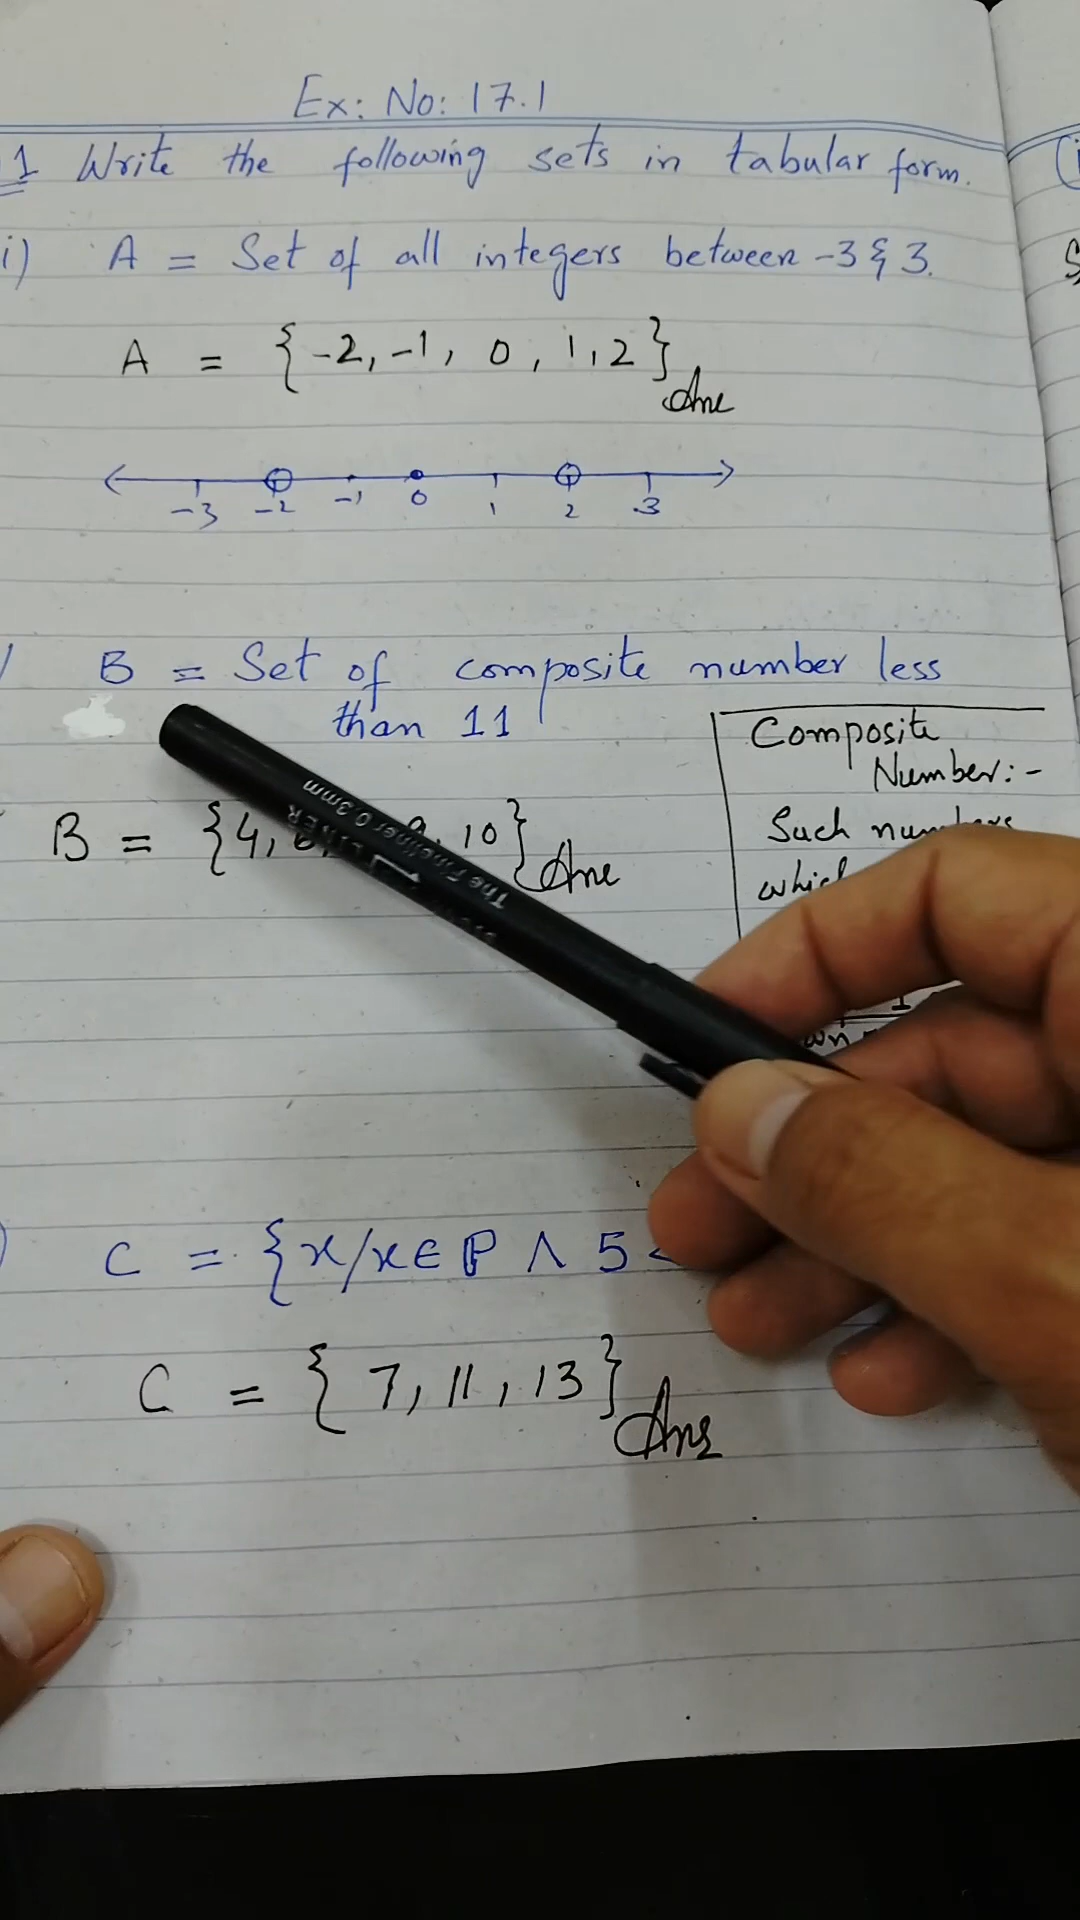 Ex: No: 17.1
1 Write the following sets in tabular form.
i) A = Set of all integers between -3 & 3.
A = {-2, -1, 0, 1, 2} Ans
-3 -2 -1 0 1 2 3
B = Set of composite number less
than 11
B = {4, 10} Ans
Composite
Number:-
Such numbers
which
C = {x/x∈P ∧ 5 <
C = { 7, 11, 13} Ans
The Fineliner 0.3mm